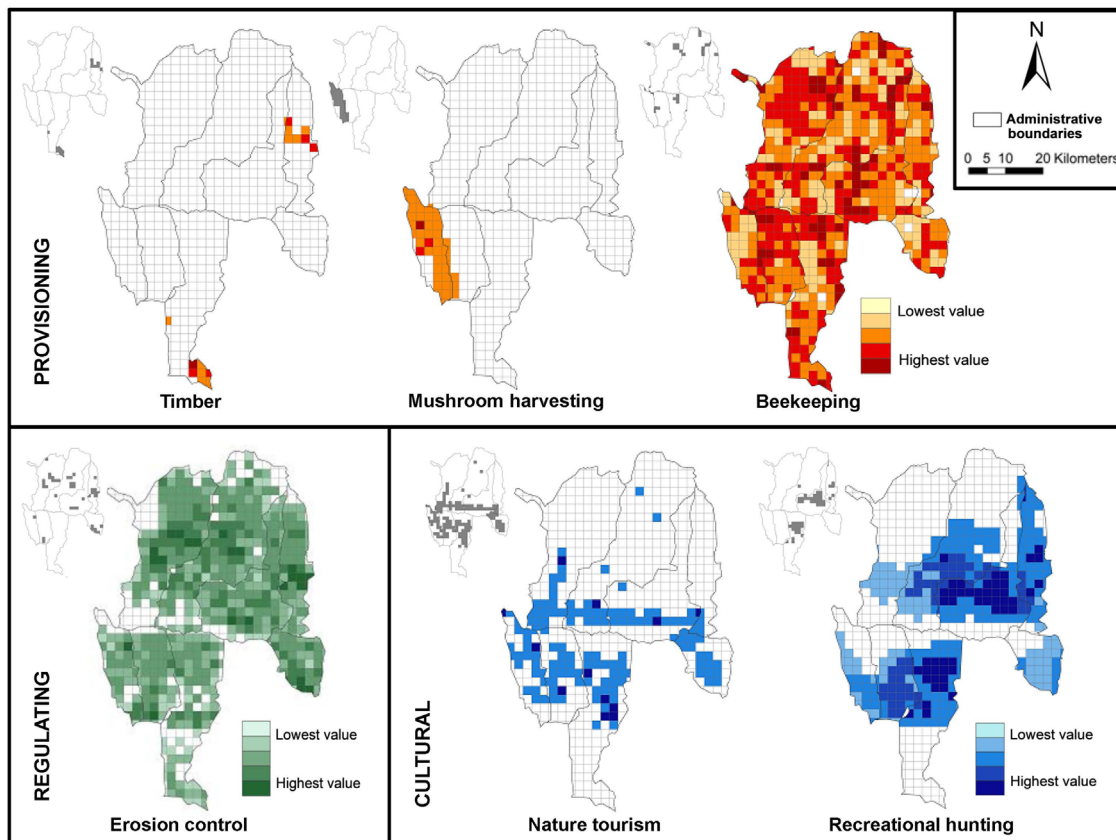 N
Administrative
boundaries
0 5 10 20 Kilometers
PROVISIONING
Lowest value
Highest value
Timber
Mushroom harvesting
Beekeeping
REGULATING
Lowest value
Highest value
Erosion control
CULTURAL
Lowest value
Highest value
Nature tourism
Recreational hunting